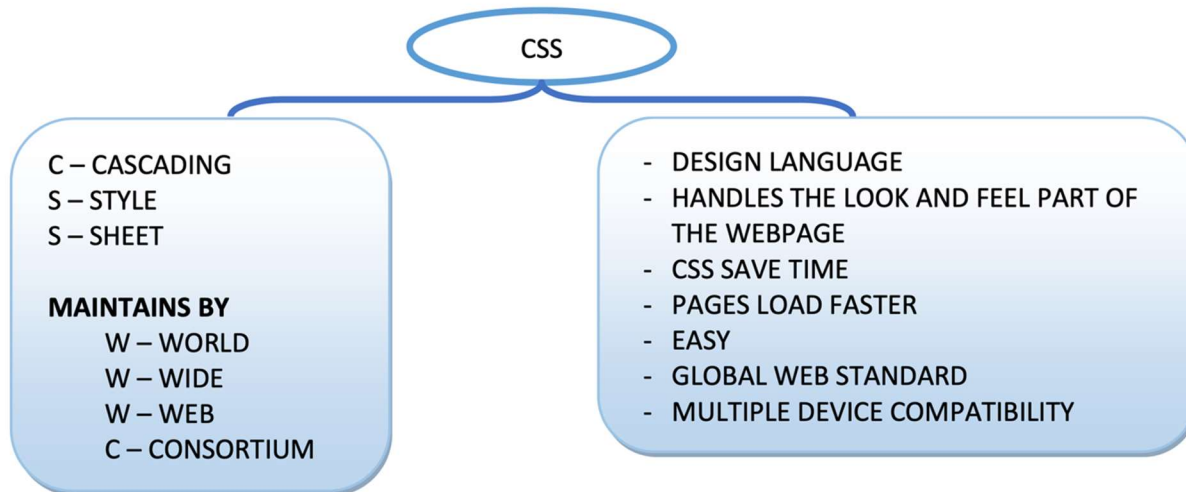 CSS
C – CASCADING
S – STYLE
S – SHEET
MAINTAINS BY
W – WORLD
W – WIDE
W – WEB
C – CONSORTIUM
- DESIGN LANGUAGE
- HANDLES THE LOOK AND FEEL PART OF
THE WEBPAGE
- CSS SAVE TIME
- PAGES LOAD FASTER
- EASY
- GLOBAL WEB STANDARD
- MULTIPLE DEVICE COMPATIBILITY